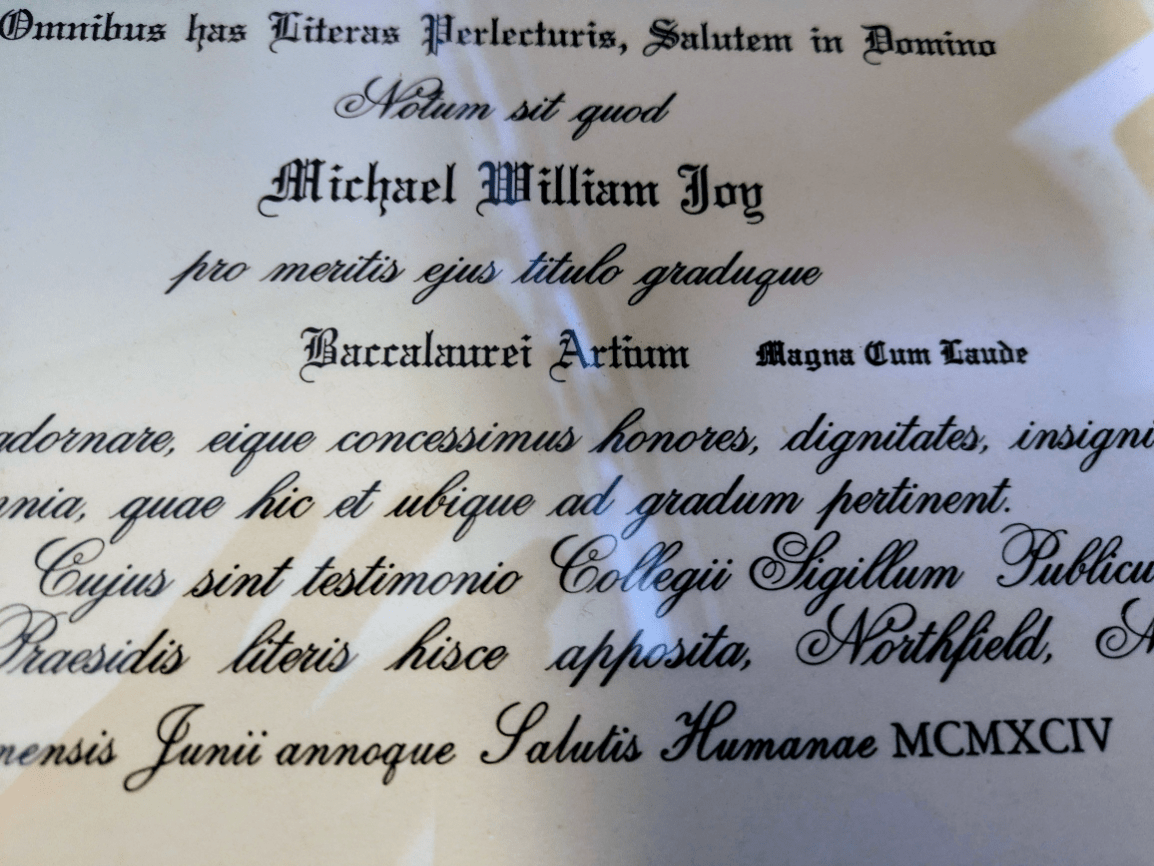 Omnibus has Literas Perlecturis, Salutem in Domino
Notum sit quod
Michael William Joy
pro meritis ejus titulo graduque
Baccalaurei Artium Magna Cum Laude
adornare, eique concessimus honores, dignitates, insigni
nia, quae hic et ubique ad gradum pertinent.
Cujus sint testimonio Collegii Sigillum Publicu
Praesidis literis hisce apposita, Northfield,
mensis Junii annoque Salutis Humanae MCMXCIV